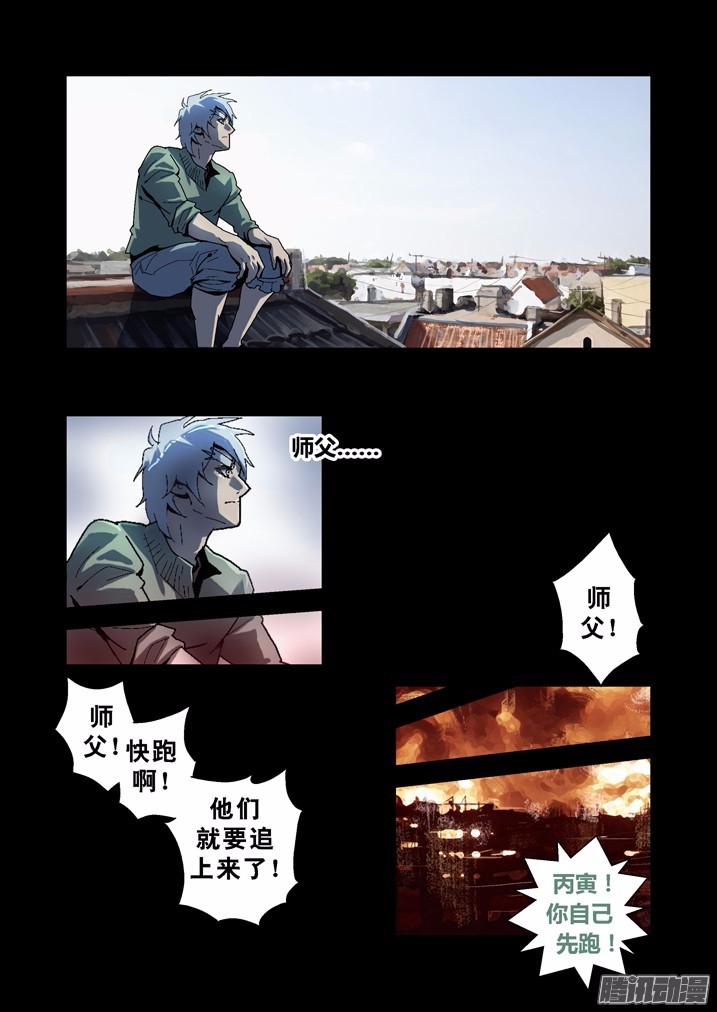 师父......
师
父！
师
父！
快跑
啊！
他们
就要追
上来了！
丙寅！
你自己
先跑！
腾讯动漫